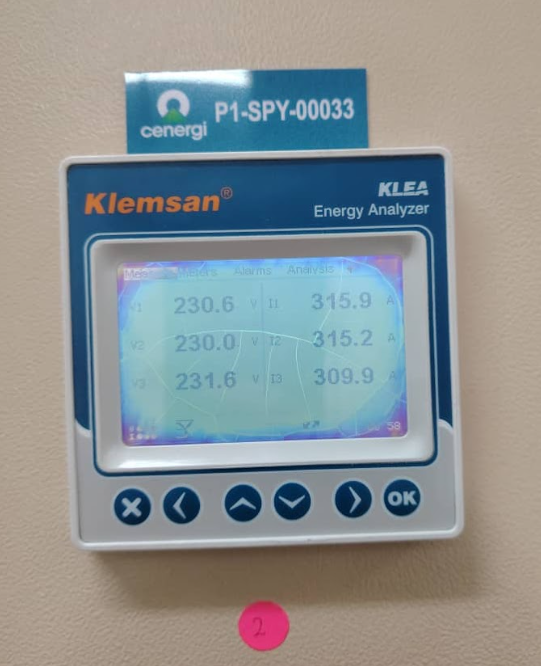 cenergi
P1-SPY-00033
Klemsan®
KLEA
Energy Analyzer
Alarms Analysis
V1 230.6 V I1 315.9 A
V2 230.0 V I2 315.2 A
V3 231.6 V I3 309.9 A
58
OK
2